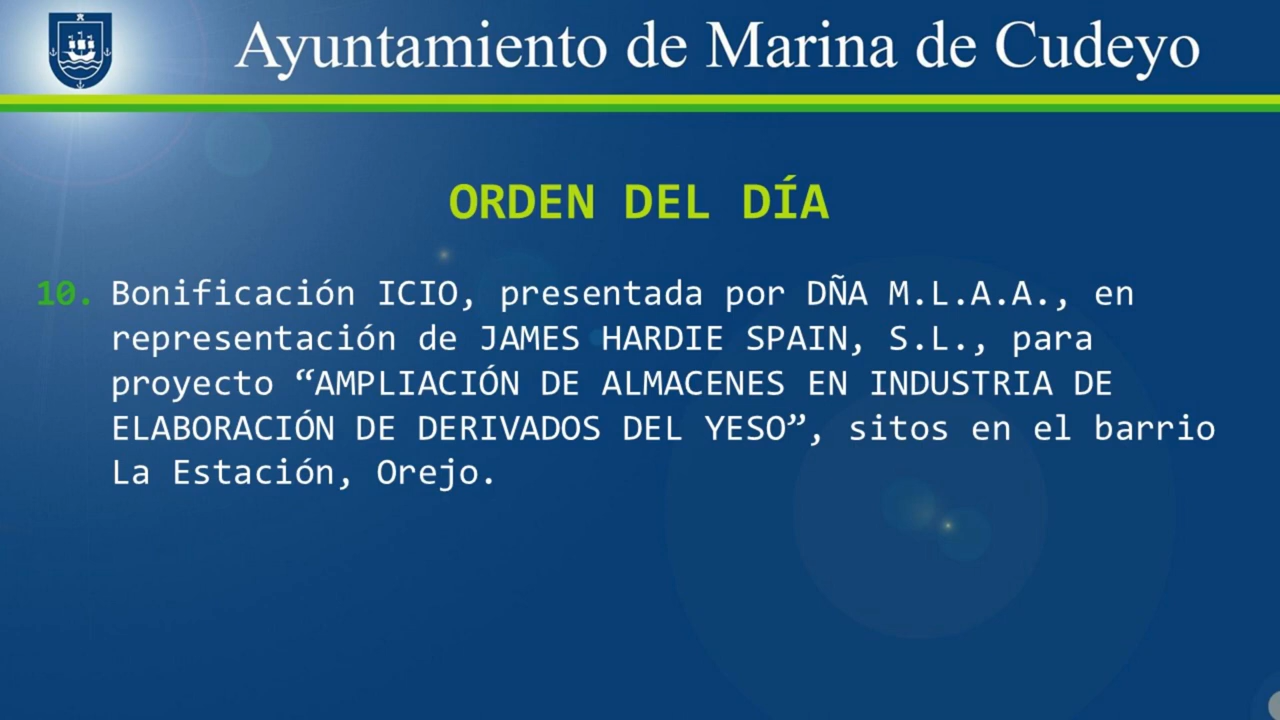 Ayuntamiento de Marina de Cudeyo
ORDEN DEL DÍA
10. Bonificación ICIO, presentada por DÑA M.L.A.A., en
representación de JAMES HARDIE SPAIN, S.L., para
proyecto “AMPLIACIÓN DE ALMACENES EN INDUSTRIA DE
ELABORACIÓN DE DERIVADOS DEL YESO”, sitos en el barrio
La Estación, Orejo.